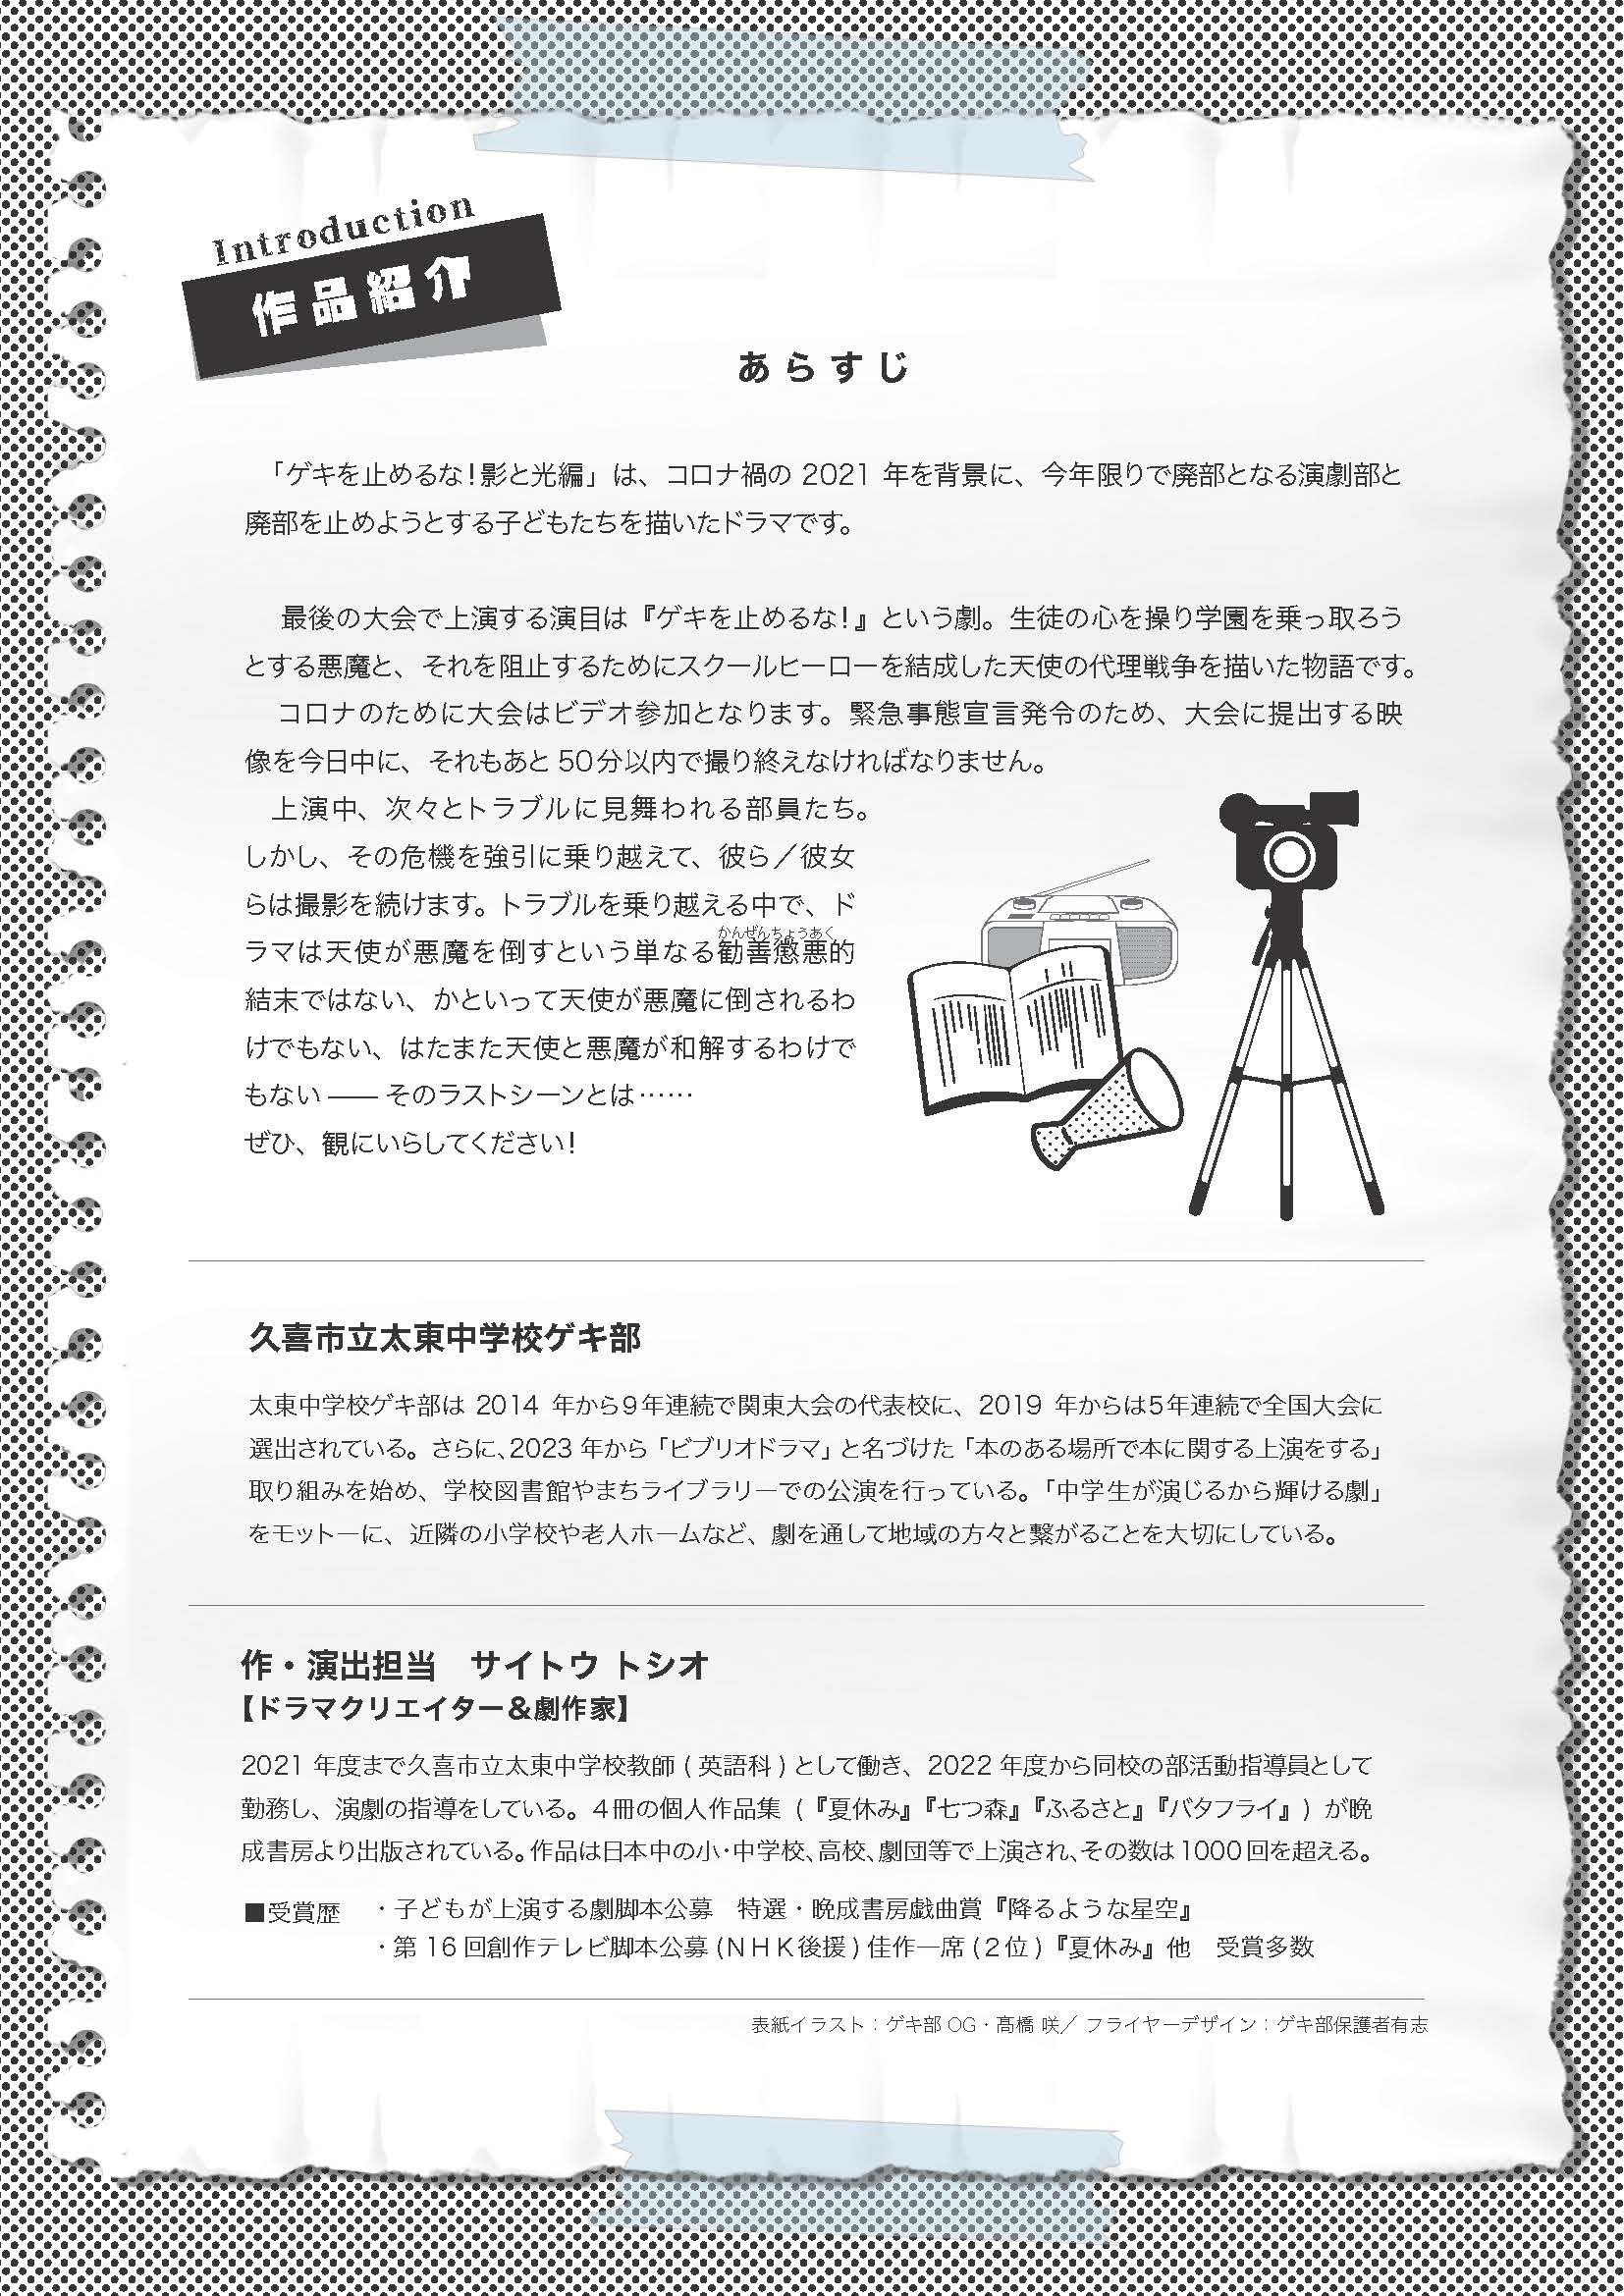 Introduction
作品紹介
あらすじ
「ゲキを止めるな!影と光編」は、コロナ禍の 2021 年を背景に、今年限りで廃部となる演劇部と
廃部を止めようとする子どもたちを描いたドラマです。
最後の大会で上演する演目は『ゲキを止めるな!』という劇。生徒の心を操り学園を乗っ取ろう
とする悪魔と、それを阻止するためにスクールヒーローを結成した天使の代理戦争を描いた物語です。
コロナのために大会はビデオ参加となります。緊急事態宣言発令のため、大会に提出する映
像を今日中に、それもあと 50分以内で撮り終えなければなりません。
上演中、次々とトラブルに見舞われる部員たち。
しかし、その危機を強引に乗り越えて、彼ら／彼女
らは撮影を続けます。トラブルを乗り越える中で、ド
かんぜんちょうあく
ラマは天使が悪魔を倒すという単なる勧善懲悪的
結末ではない、かといって天使が悪魔に倒されるわ
けでもない、はたまた天使と悪魔が和解するわけで
もない ―― そのラストシーンとは……
ぜひ、観にいらしてください!
久喜市立太東中学校ゲキ部
太東中学校ゲキ部は 2014 年から9年連続で関東大会の代表校に、2019 年からは5年連続で全国大会に
選出されている。さらに、2023 年から「ビブリオドラマ」と名づけた「本のある場所で本に関する上演をする」
取り組みを始め、学校図書館やまちライブラリーでの公演を行っている。「中学生が演じるから輝ける劇」
をモットーに、近隣の小学校や老人ホームなど、劇を通して地域の方々と繋がることを大切にしている。
作・演出担当　サイトウ トシオ
【ドラマクリエイター＆劇作家】
2021 年度まで久喜市立太東中学校教師 ( 英語科 ) として働き、2022 年度から同校の部活動指導員として
勤務し、演劇の指導をしている。4冊の個人作品集 (『夏休み』『七つ森』『ふるさと』『バタフライ』) が晩
成書房より出版されている。作品は日本中の小・中学校、高校、劇団等で上演され、その数は1000回を超える。
■受賞歴　・子どもが上演する劇脚本公募　特選・晩成書房戯曲賞『降るような星空』
・第 16 回創作テレビ脚本公募 (ＮＨＫ後援) 佳作一席 (2位)『夏休み』他　受賞多数
表紙イラスト：ゲキ部 OG・髙橋 咲／ フライヤーデザイン：ゲキ部保護者有志